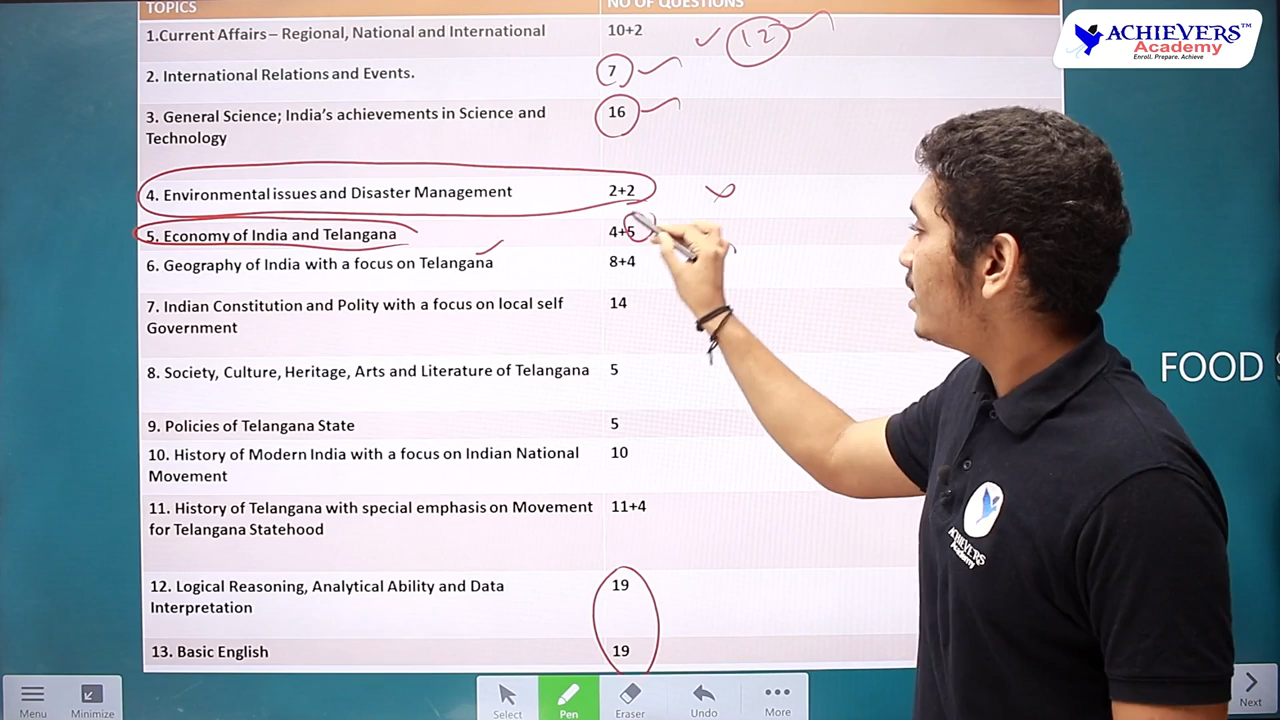 TOPICS NO OF QUESTIONS
1.Current Affairs – Regional, National and International 10+2 12
2. International Relations and Events. 7
3. General Science; India's achievements in Science and 16
Technology
4. Environmental issues and Disaster Management 2+2
5. Economy of India and Telangana 4+5
6. Geography of India with a focus on Telangana 8+4
7. Indian Constitution and Polity with a focus on local self 14
Government
8. Society, Culture, Heritage, Arts and Literature of Telangana 5
9. Policies of Telangana State 5
10. History of Modern India with a focus on Indian National 10
Movement
11. History of Telangana with special emphasis on Movement 11+4
for Telangana Statehood
12. Logical Reasoning, Analytical Ability and Data 19
Interpretation
13. Basic English 19
ACHIEVERS™
Academy
Enroll. Prepare. Achieve
FOOD
ACHIEVERS
Academy
Menu Minimize Select Pen Eraser Undo More Next